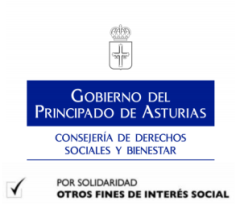 GOBIERNO DEL
PRINCIPADO DE ASTURIAS
CONSEJERÍA DE DERECHOS
SOCIALES Y BIENESTAR
POR SOLIDARIDAD
OTROS FINES DE INTERÉS SOCIAL